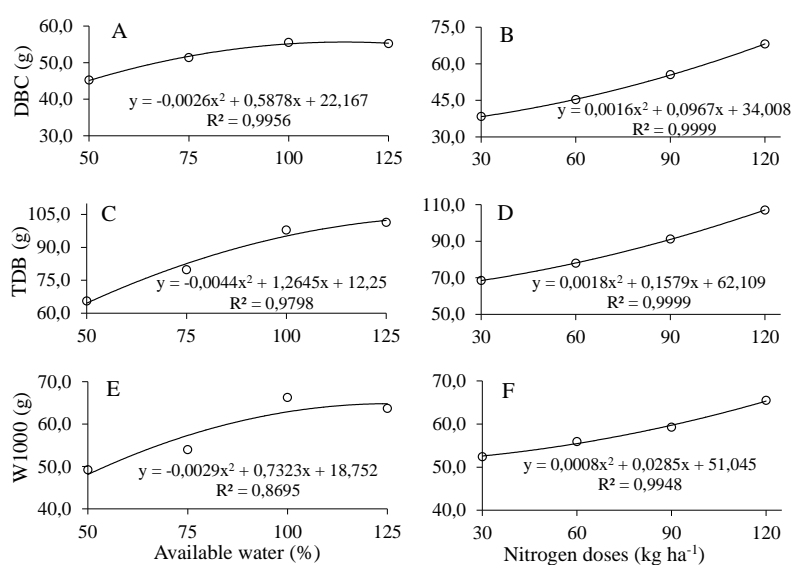 A
DBC (g)
60,0
50,0
40,0
30,0
y = -0,0026x² + 0,5878x + 22,167
R² = 0,9956
50 75 100 125
B
75,0
60,0
45,0
30,0
y = 0,0016x² + 0,0967x + 34,008
R² = 0,9999
30 60 90 120
C
TDB (g)
105,0
90,0
75,0
60,0
y = -0,0044x² + 1,2645x + 12,25
R² = 0,9798
50 75 100 125
D
110,0
90,0
70,0
50,0
y = 0,0018x² + 0,1579x + 62,109
R² = 0,9999
30 60 90 120
E
W1000 (g)
70,0
60,0
50,0
40,0
y = -0,0029x² + 0,7323x + 18,752
R² = 0,8695
50 75 100 125
Available water (%)
F
70,0
60,0
50,0
40,0
y = 0,0008x² + 0,0285x + 51,045
R² = 0,9948
30 60 90 120
Nitrogen doses (kg ha⁻¹)